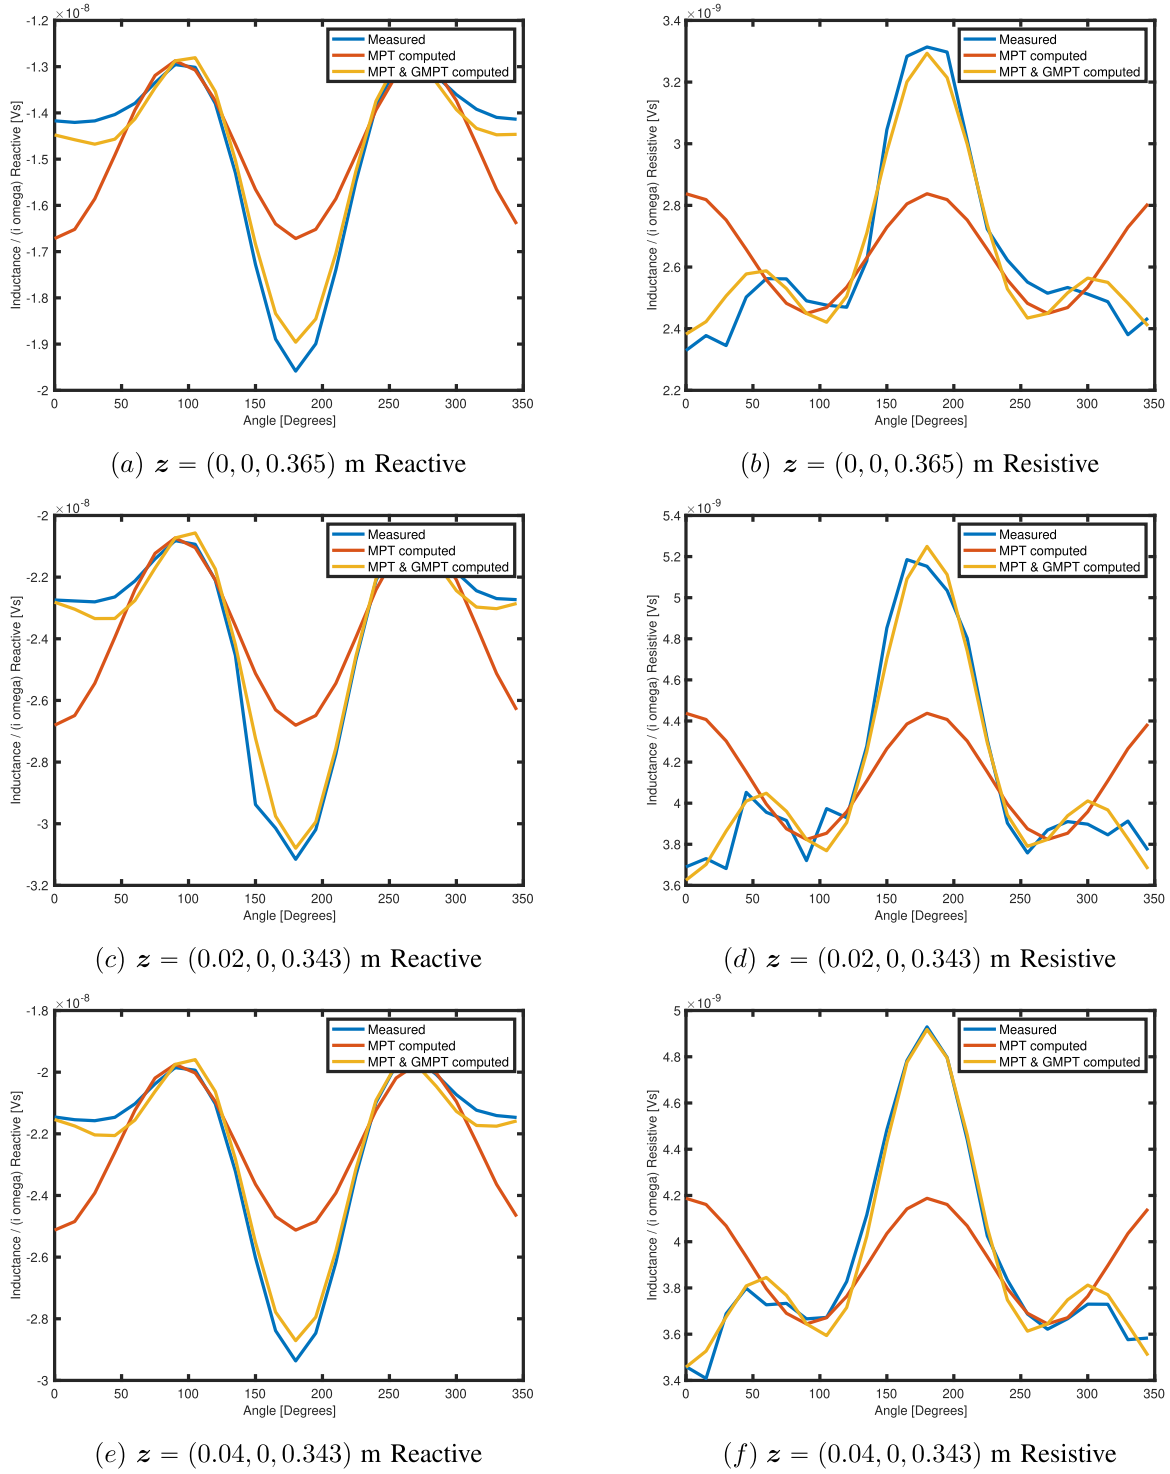 ×10⁻⁸
-1.2
-1.3
-1.4
-1.5
-1.6
-1.7
-1.8
-1.9
-2
0 50 100 150 200 250 300 350
Angle [Degrees]
Inductance / (i omega) Reactive [Vs]
Measured
MPT computed
MPT & GMPT computed
(a) z = (0, 0, 0.365) m Reactive
×10⁻⁹
3.4
3.2
3
2.8
2.6
2.4
2.2
0 50 100 150 200 250 300 350
Angle [Degrees]
Inductance / (i omega) Resistive [Vs]
Measured
MPT computed
MPT & GMPT computed
(b) z = (0, 0, 0.365) m Resistive
×10⁻⁸
-2
-2.2
-2.4
-2.6
-2.8
-3
-3.2
0 50 100 150 200 250 300 350
Angle [Degrees]
Inductance / (i omega) Reactive [Vs]
Measured
MPT computed
MPT & GMPT computed
(c) z = (0.02, 0, 0.343) m Reactive
×10⁻⁹
5.4
5.2
5
4.8
4.6
4.4
4.2
4
3.8
3.6
0 50 100 150 200 250 300 350
Angle [Degrees]
Inductance / (i omega) Resistive [Vs]
Measured
MPT computed
MPT & GMPT computed
(d) z = (0.02, 0, 0.343) m Resistive
×10⁻⁸
-1.8
-2
-2.2
-2.4
-2.6
-2.8
-3
0 50 100 150 200 250 300 350
Angle [Degrees]
Inductance / (i omega) Reactive [Vs]
Measured
MPT computed
MPT & GMPT computed
(e) z = (0.04, 0, 0.343) m Reactive
×10⁻⁹
5
4.8
4.6
4.4
4.2
4
3.8
3.6
3.4
0 50 100 150 200 250 300 350
Angle [Degrees]
Inductance / (i omega) Resistive [Vs]
Measured
MPT computed
MPT & GMPT computed
(f) z = (0.04, 0, 0.343) m Resistive